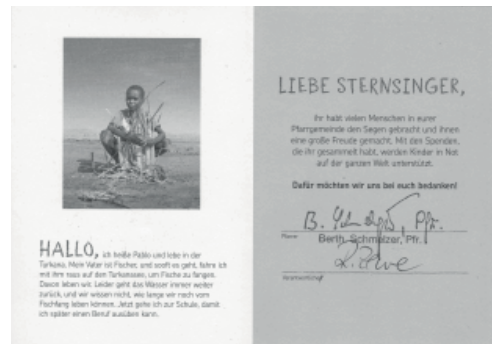 HALLO, ich heiße Pablo und lebe in der
Turkana. Mein Vater ist Fischer, und sooft es geht, fahre ich
mit ihm raus auf den Turkanasee, um Fische zu fangen.
Davon leben wir. Leider geht das Wasser immer weiter
zurück, und wir wissen nicht, wie lange wir noch vom
Fischfang leben können. Jetzt gehe ich zur Schule, damit
ich später einen Beruf ausüben kann.
LIEBE STERNSINGER,
ihr habt vielen Menschen in eurer
Pfarrgemeinde den Segen gebracht und ihnen
eine große Freude gemacht. Mit den Spenden,
die ihr gesammelt habt, werden Kinder in Not
auf der ganzen Welt unterstützt.
Dafür möchten wir uns bei euch bedanken!
B. Pfr.
Pfarrer Berth. Schmelzer, Pfr.
Verantwortliche/r